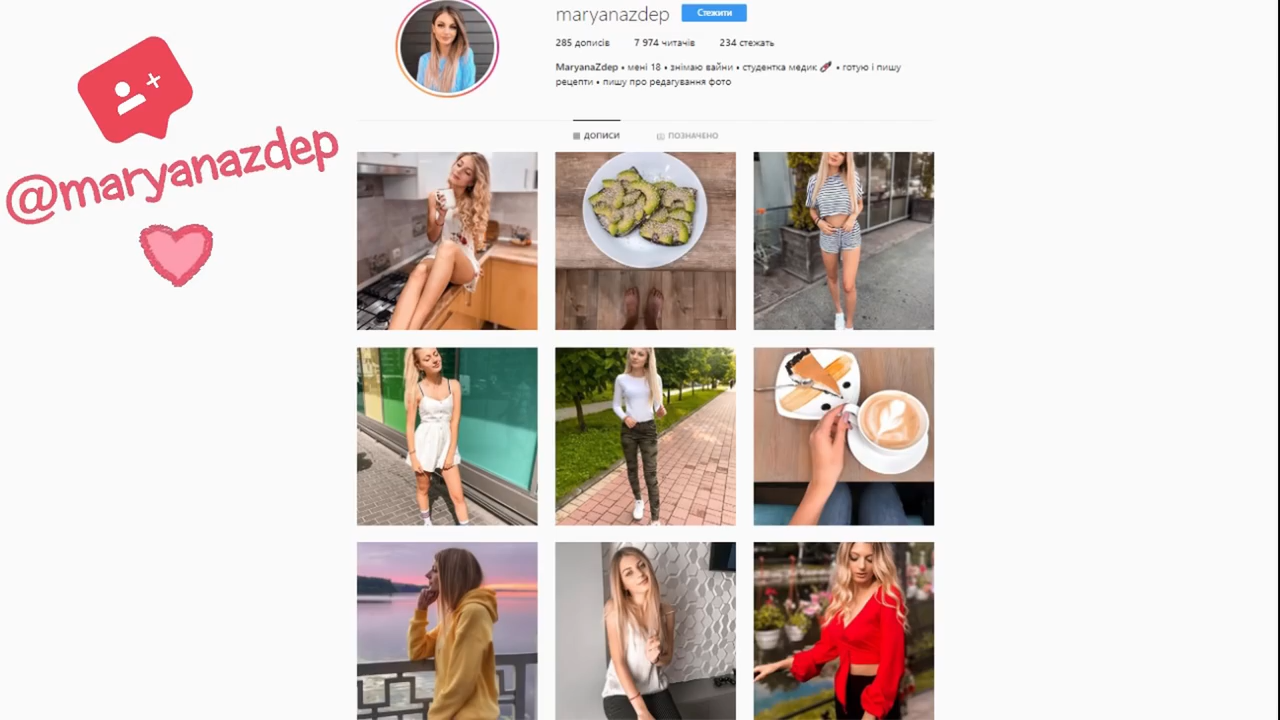 maryanazdep
Стежити
285 дописів 7 974 читачів 234 стежать
MaryanaZdep • мені 18 • знімаю вайни • студентка медик 💉 • готую і пишу
рецепти • пишу про редагування фото
ДОПИСИ ПОЗНАЧЕНО
@maryanazdep